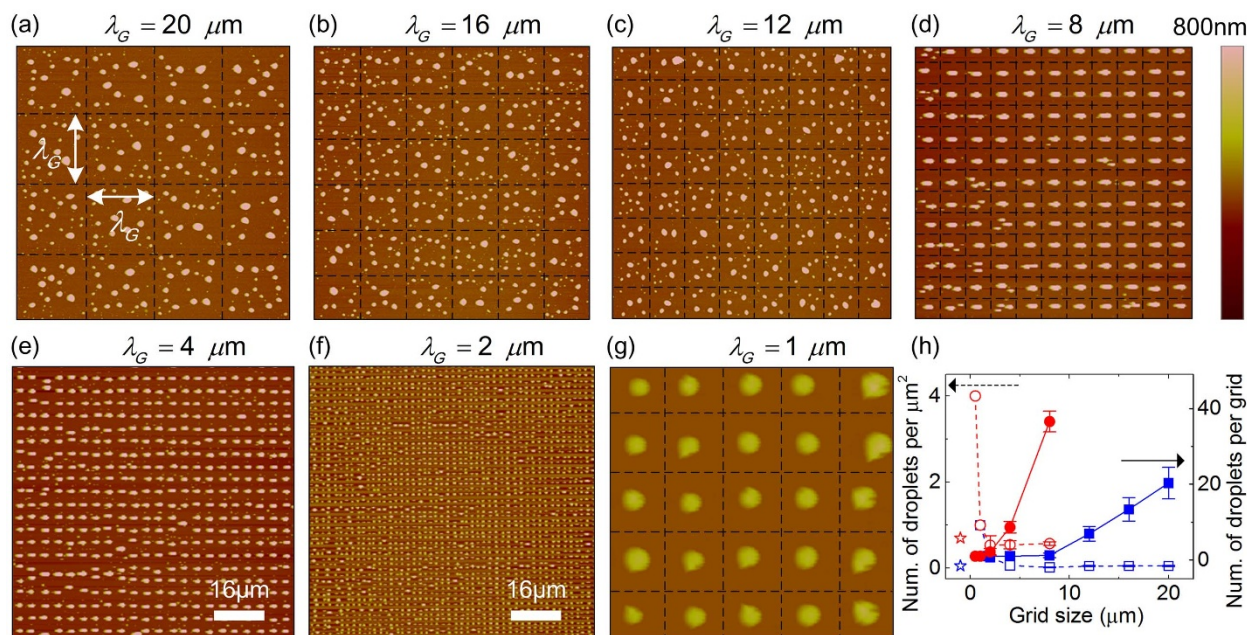 (a) λG = 20 μm
(b) λG = 16 μm
(c) λG = 12 μm
(d) λG = 8 μm
800nm
λG
λG
(e) λG = 4 μm
(f) λG = 2 μm
(g) λG = 1 μm
(h)
16μm
16μm
Num. of droplets per μm²
4
2
0
Num. of droplets per grid
40
20
0
0 10 20
Grid size (μm)